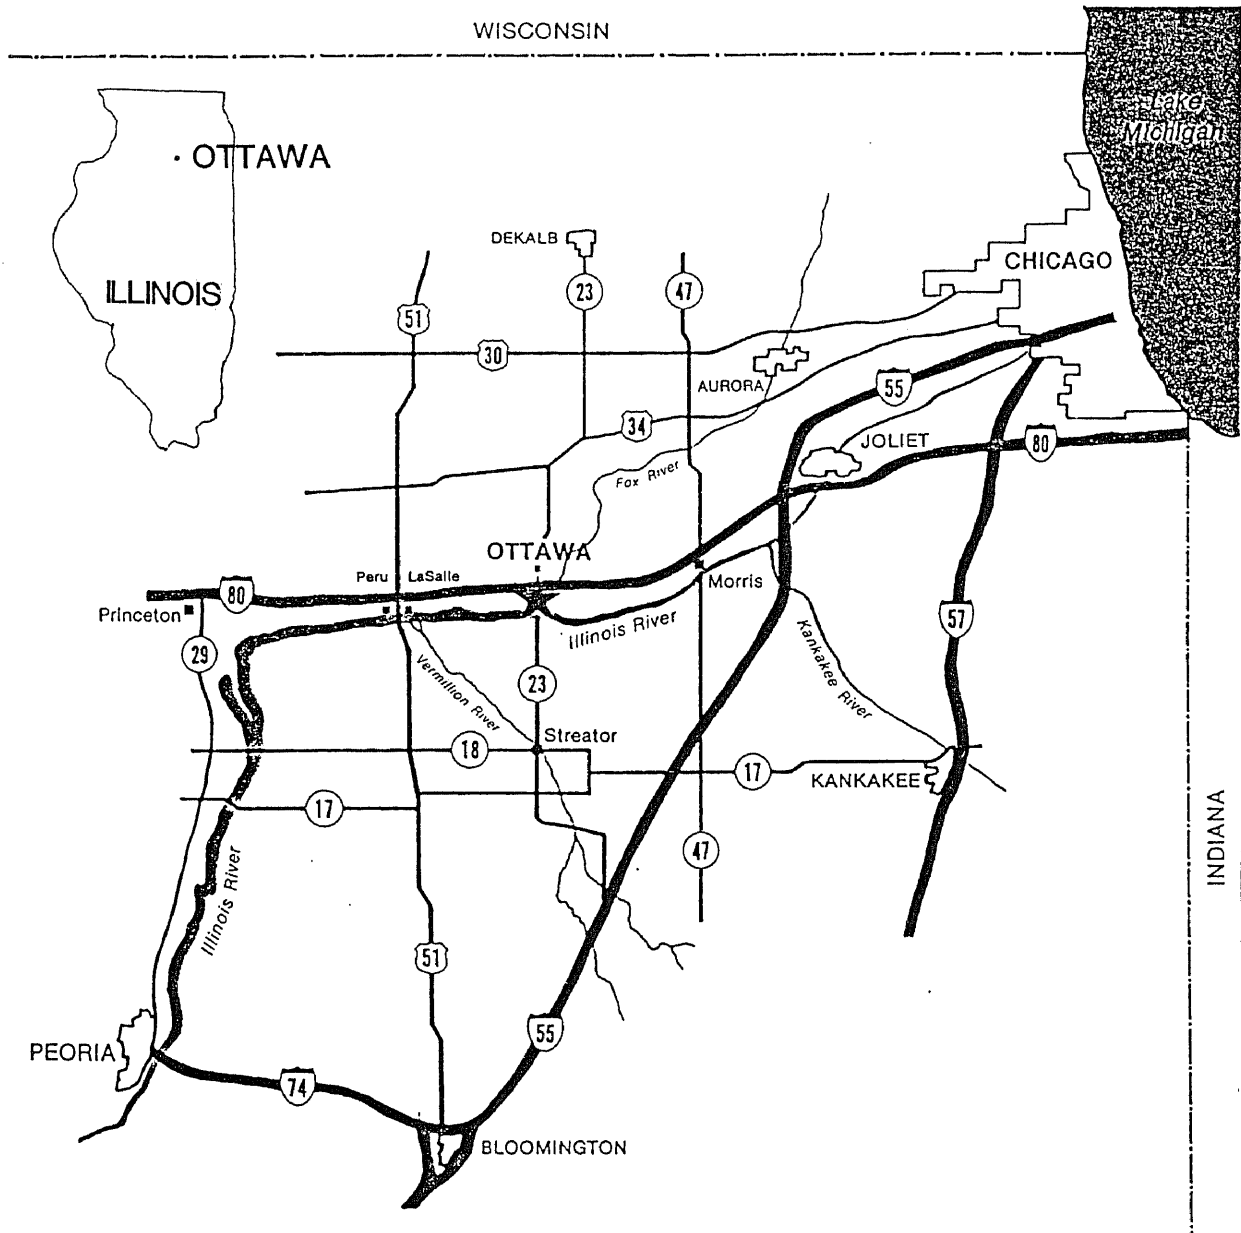 WISCONSIN
Lake
Michigan
OTTAWA
ILLINOIS
DEKALB
CHICAGO
23
47
51
30
AURORA
55
34
JOLIET
80
Fox River
OTTAWA
Peru
LaSalle
Morris
80
Princeton
Illinois River
57
29
Vermillion River
23
Kankakee River
Streator
18
17
KANKAKEE
17
47
INDIANA
Illinois River
51
55
PEORIA
74
BLOOMINGTON